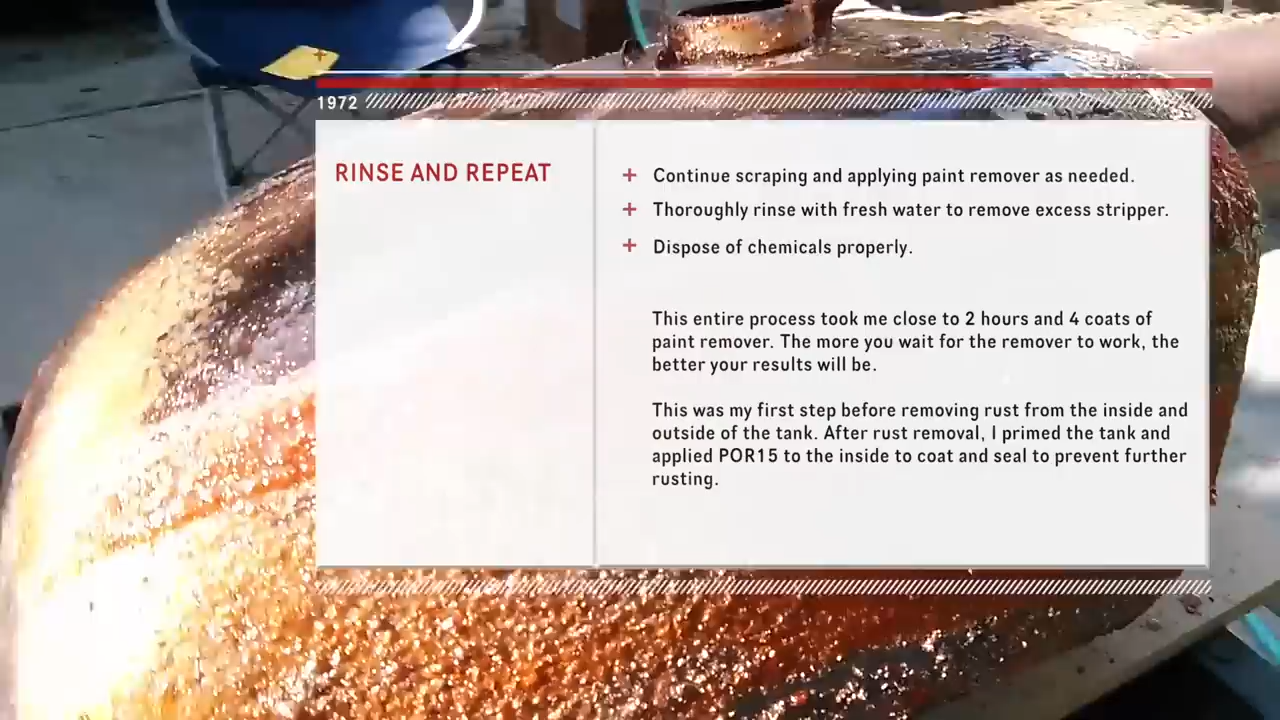 1972
RINSE AND REPEAT
+ Continue scraping and applying paint remover as needed.
+ Thoroughly rinse with fresh water to remove excess stripper.
+ Dispose of chemicals properly.
This entire process took me close to 2 hours and 4 coats of
paint remover. The more you wait for the remover to work, the
better your results will be.
This was my first step before removing rust from the inside and
outside of the tank. After rust removal, I primed the tank and
applied POR15 to the inside to coat and seal to prevent further
rusting.